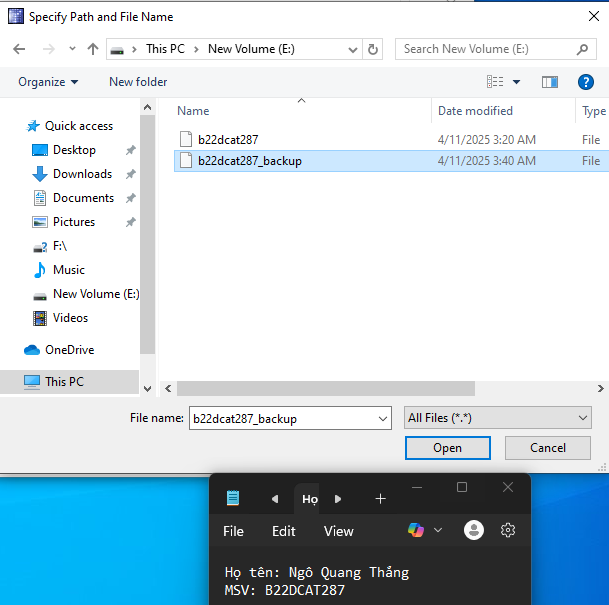 Specify Path and File Name
This PC > New Volume (E:)
Search New Volume (E:)
Organize
New folder
Name
Date modified
Type
Quick access
Desktop
Downloads
Documents
Pictures
F:\
Music
New Volume (E:)
Videos
OneDrive
This PC
b22dcat287 4/11/2025 3:20 AM File
b22dcat287_backup 4/11/2025 3:40 AM File
File name: b22dcat287_backup
All Files (*.*)
Open
Cancel
Họ
File Edit View
Họ tên: Ngô Quang Thắng
MSV: B22DCAT287